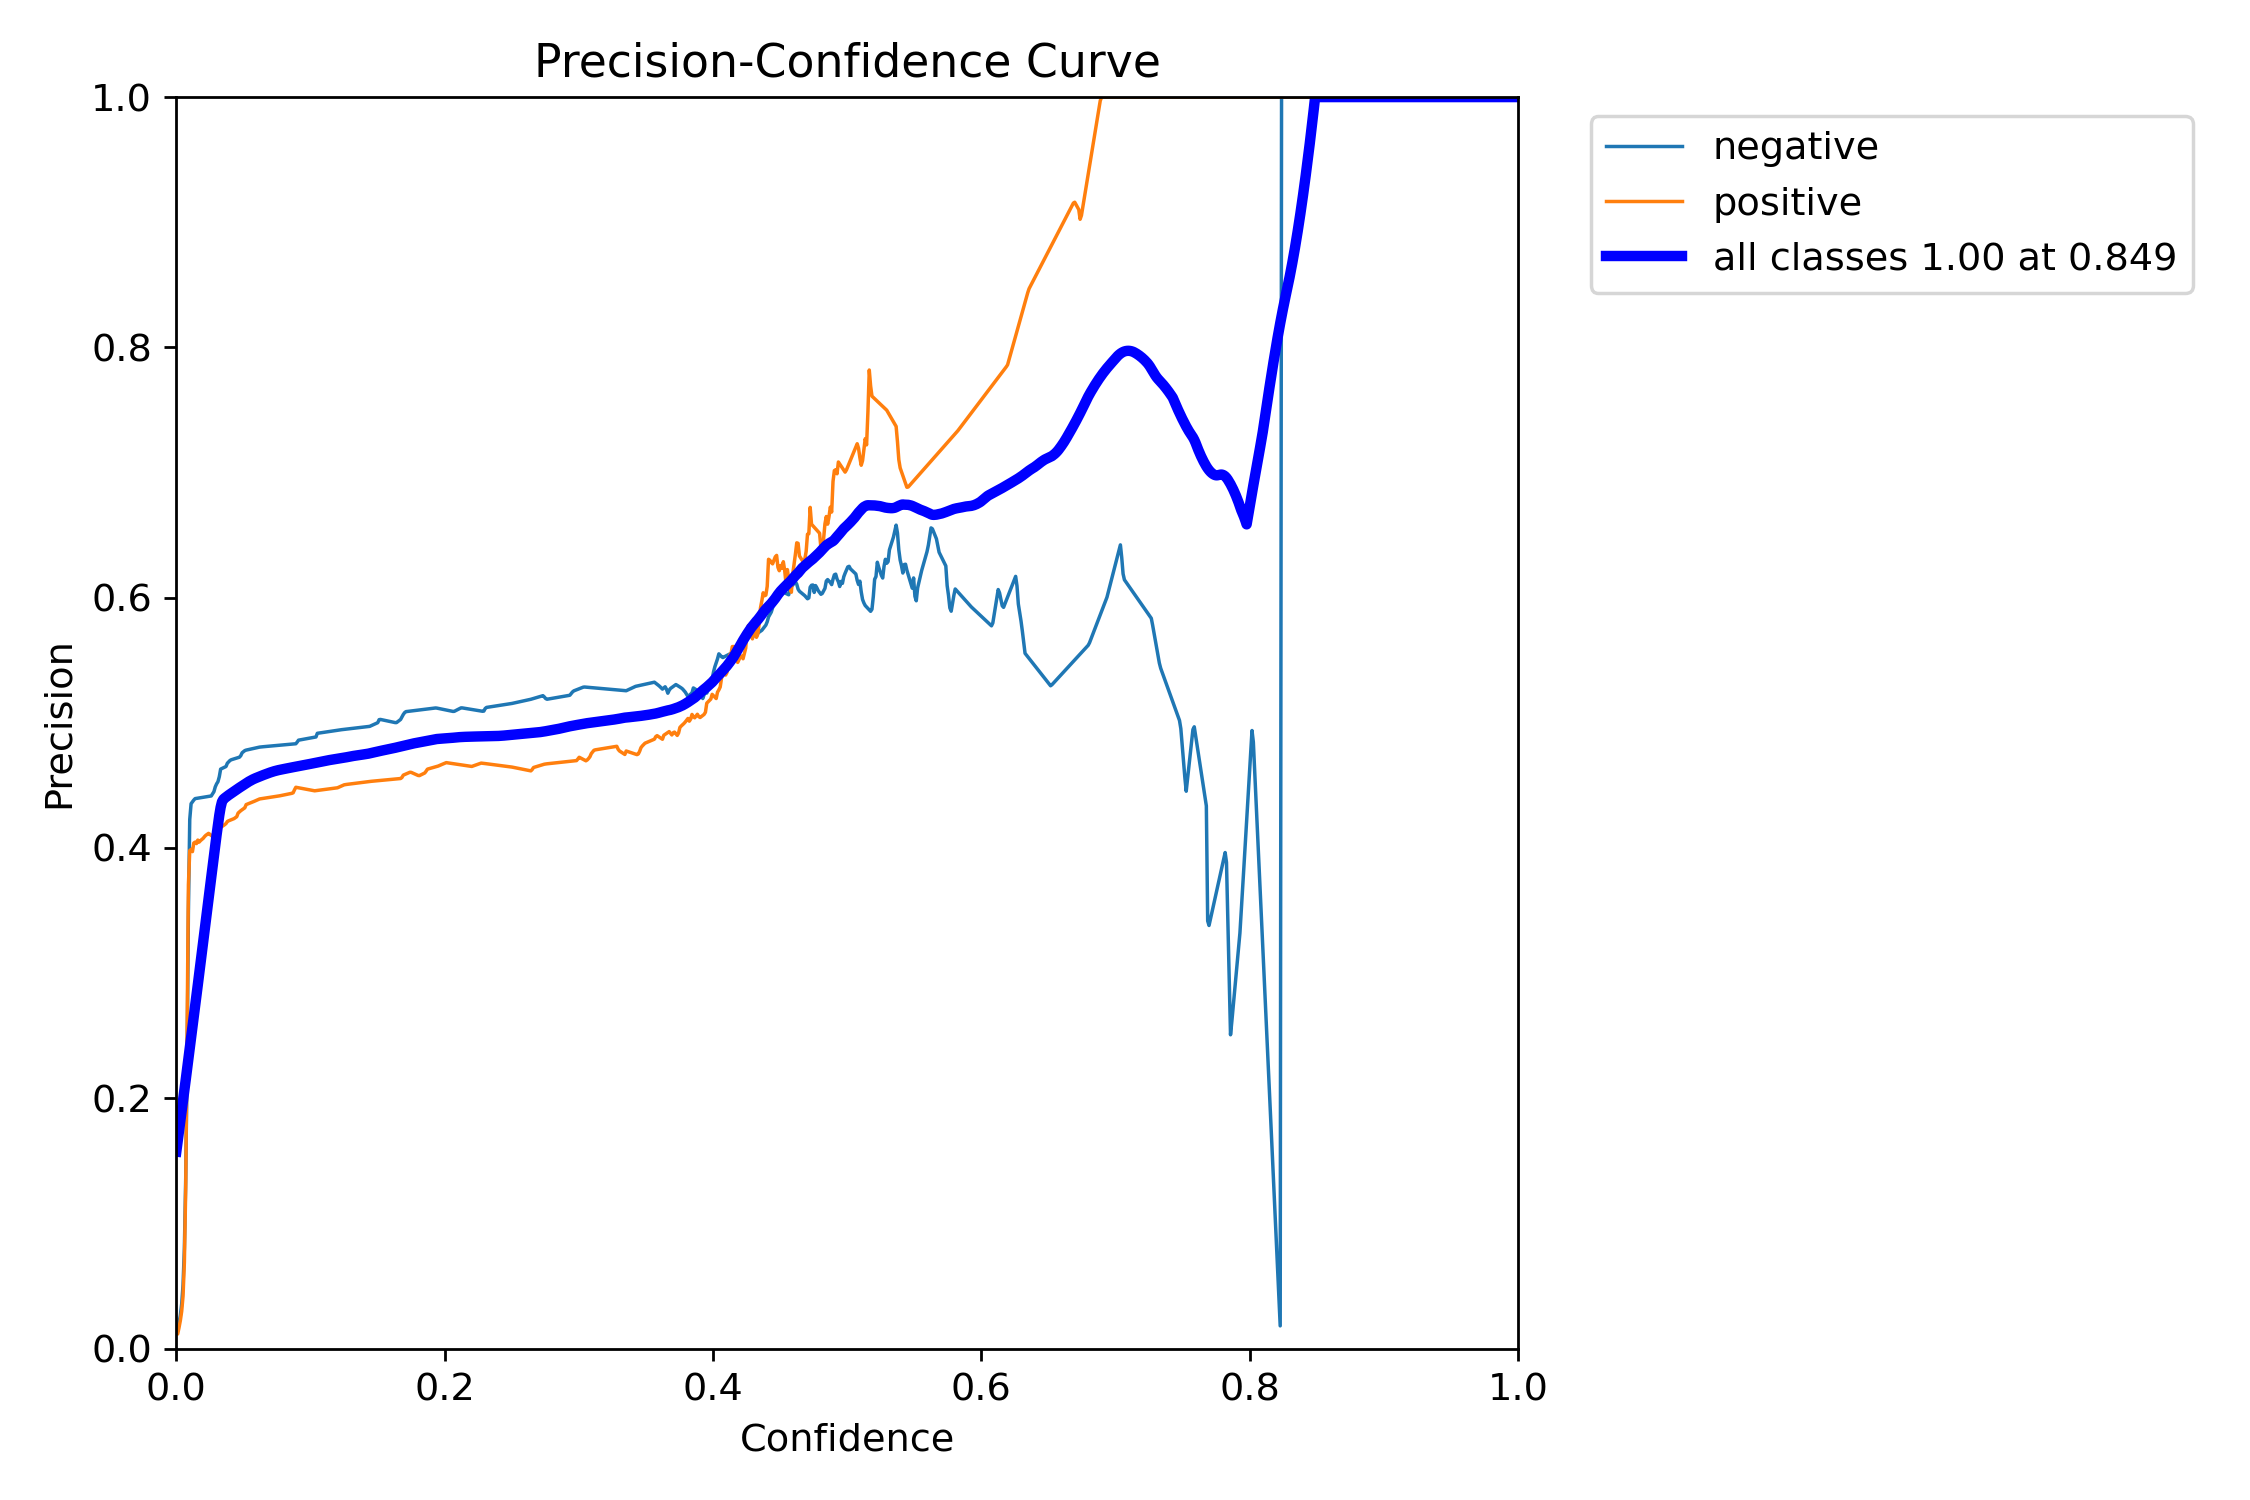 Precision-Confidence Curve
1.0
0.8
0.6
0.4
0.2
0.0
Precision
0.0 0.2 0.4 0.6 0.8 1.0
Confidence
negative
positive
all classes 1.00 at 0.849